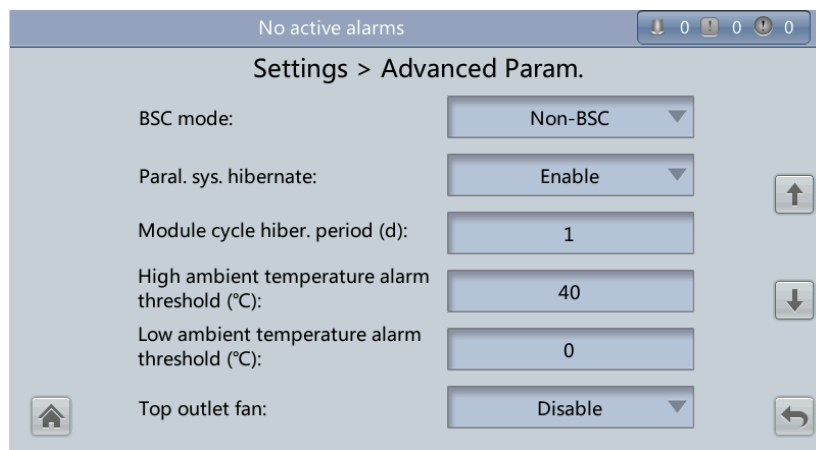 No active alarms
0 0 0
Settings > Advanced Param.
BSC mode: Non-BSC
Paral. sys. hibernate: Enable
Module cycle hiber. period (d): 1
High ambient temperature alarm
threshold (℃): 40
Low ambient temperature alarm
threshold (℃): 0
Top outlet fan: Disable